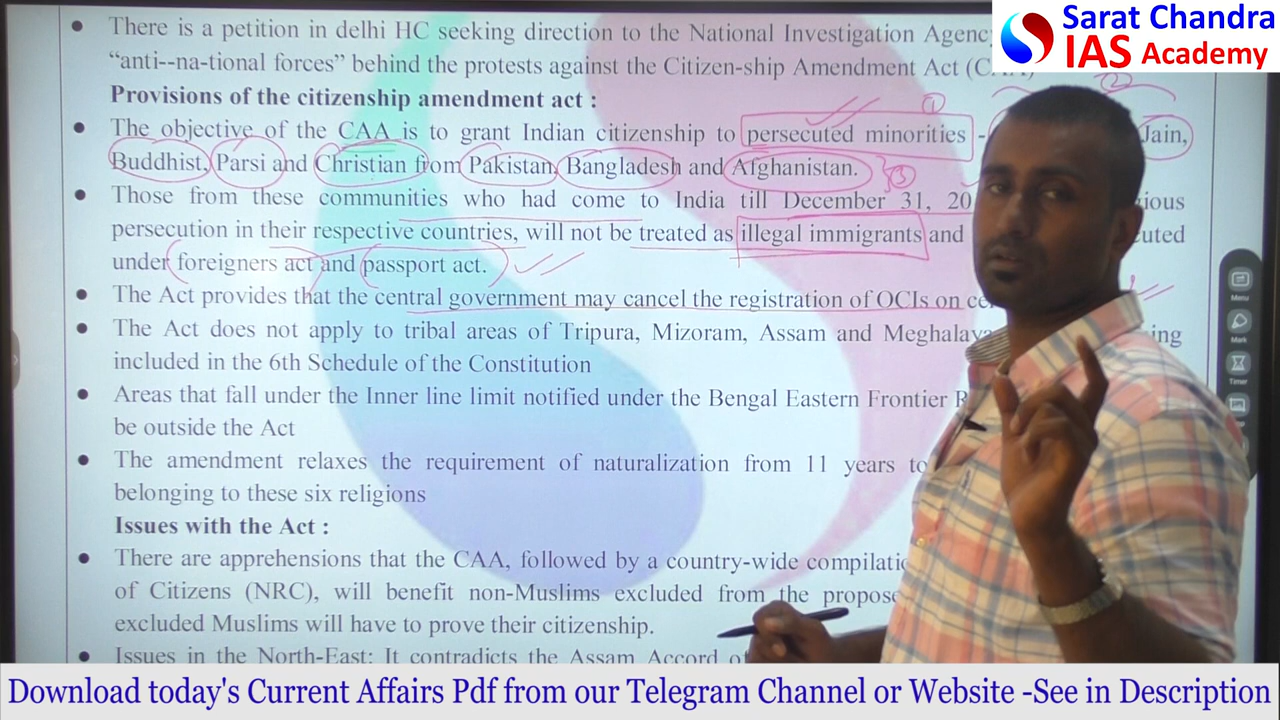 Sarat Chandra
IAS Academy
There is a petition in delhi HC seeking direction to the National Investigation Agency
“anti--na-tional forces” behind the protests against the Citizen-ship Amendment Act (CAA)
Provisions of the citizenship amendment act :
The objective of the CAA is to grant Indian citizenship to persecuted minorities - Jain,
Buddhist, Parsi and Christian from Pakistan, Bangladesh and Afghanistan.
Those from these communities who had come to India till December 31, 20
persecution in their respective countries, will not be treated as illegal immigrants and
under foreigners act and passport act.
The Act provides that the central government may cancel the registration of OCIs on
The Act does not apply to tribal areas of Tripura, Mizoram, Assam and Meghalaya
included in the 6th Schedule of the Constitution
Areas that fall under the Inner line limit notified under the Bengal Eastern Frontier R
be outside the Act
The amendment relaxes the requirement of naturalization from 11 years to
belonging to these six religions
Issues with the Act :
There are apprehensions that the CAA, followed by a country-wide
of Citizens (NRC), will benefit non-Muslims excluded from the
excluded Muslims will have to prove their citizenship.
Issues in the North-East: It contradicts the Assam Accord
Menu
Mark
Timer
Download today's Current Affairs Pdf from our Telegram Channel or Website -See in Description